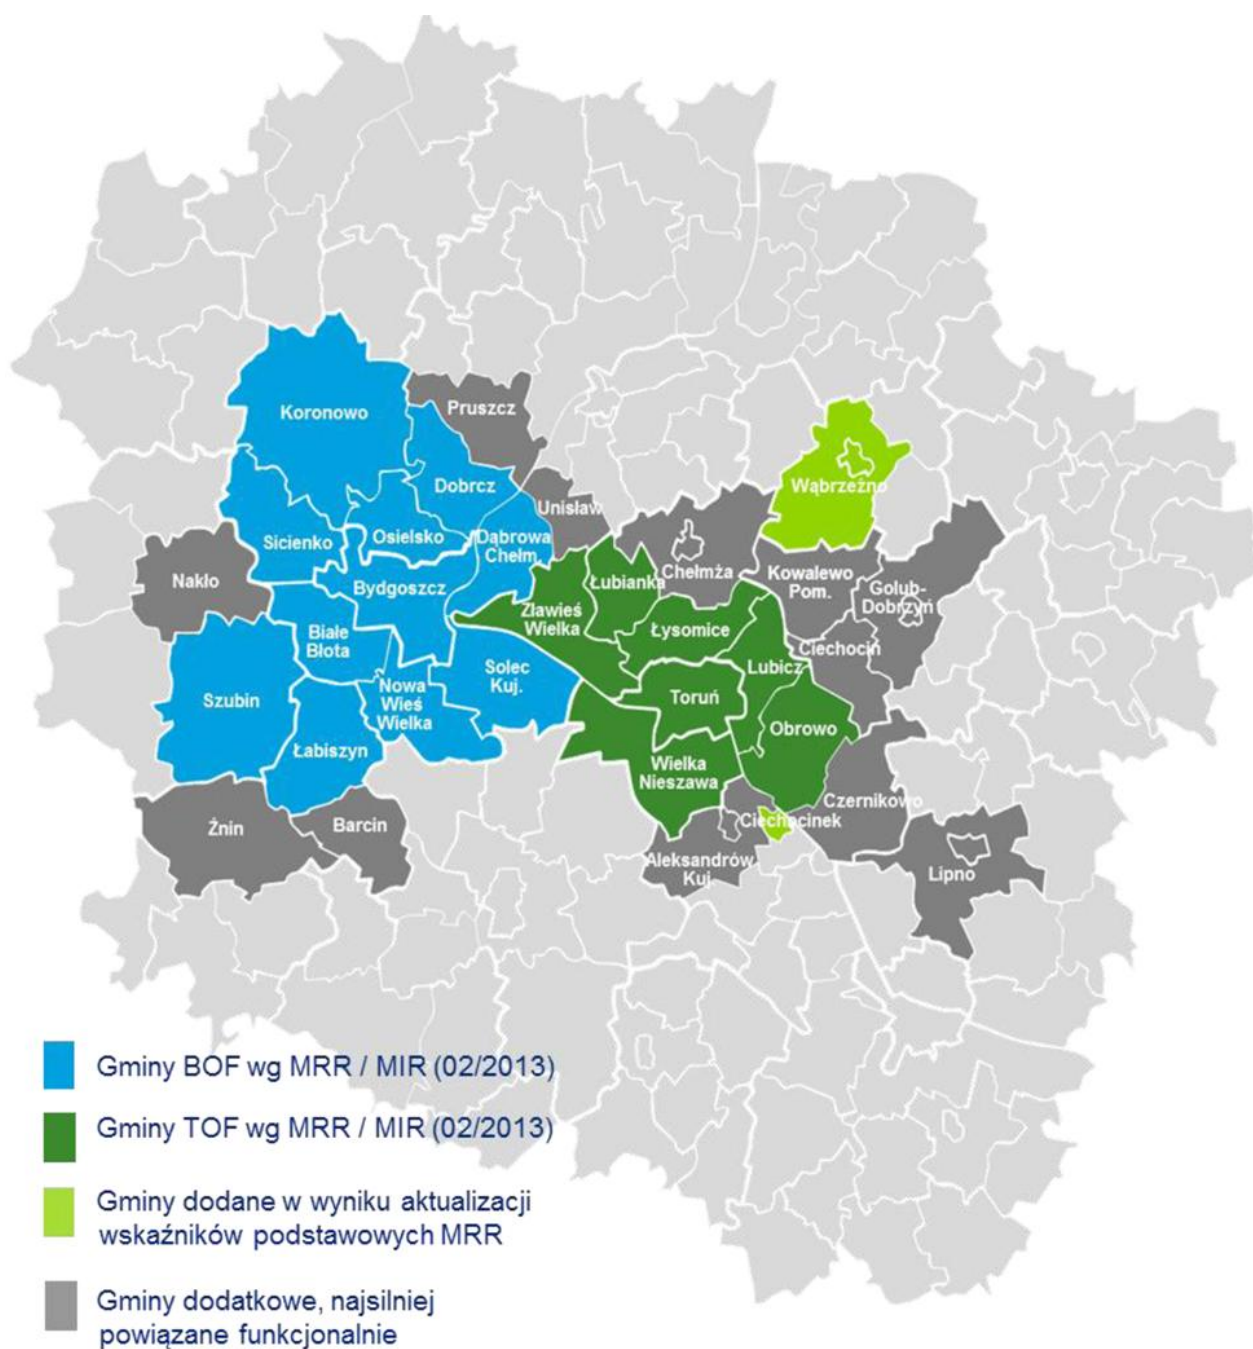 Koronowo
Pruszcz
Dobrcz
Unisław
Wąbrzeźno
Sicienko
Osielsko
Dąbrowa
Chełm.
Nakło
Bydgoszcz
Łubianka
Chełmża
Kowalewo
Pom.
Golub-
Dobrzyń
Zławieś
Wielka
Białe
Błota
Łysomice
Ciechociń
Szubin
Nowa
Wieś
Wielka
Solec
Kuj.
Toruń
Lubicz
Obrowo
Łabiszyn
Wielka
Nieszawa
Żnin
Barcin
Ciechocinek
Czernikowo
Aleksandrów
Kuj.
Lipno
Gminy BOF wg MRR / MIR (02/2013)
Gminy TOF wg MRR / MIR (02/2013)
Gminy dodane w wyniku aktualizacji
wskaźników podstawowych MRR
Gminy dodatkowe, najsilniej
powiązane funkcjonalnie